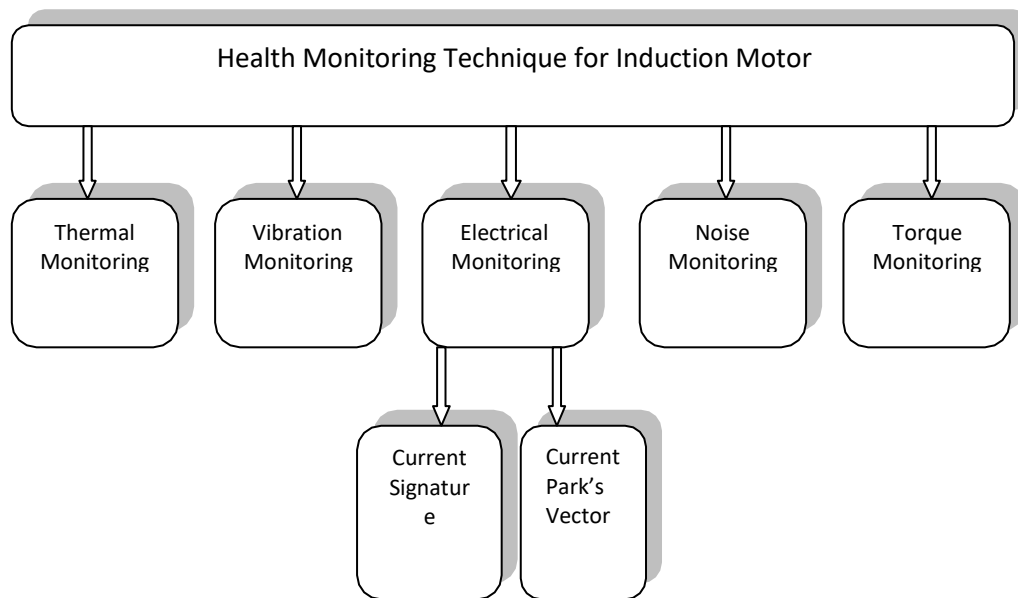 Health Monitoring Technique for Induction Motor
Thermal
Monitoring
Vibration
Monitoring
Electrical
Monitoring
Noise
Monitoring
Torque
Monitoring
Current
Signatur
e
Current
Park's
Vector